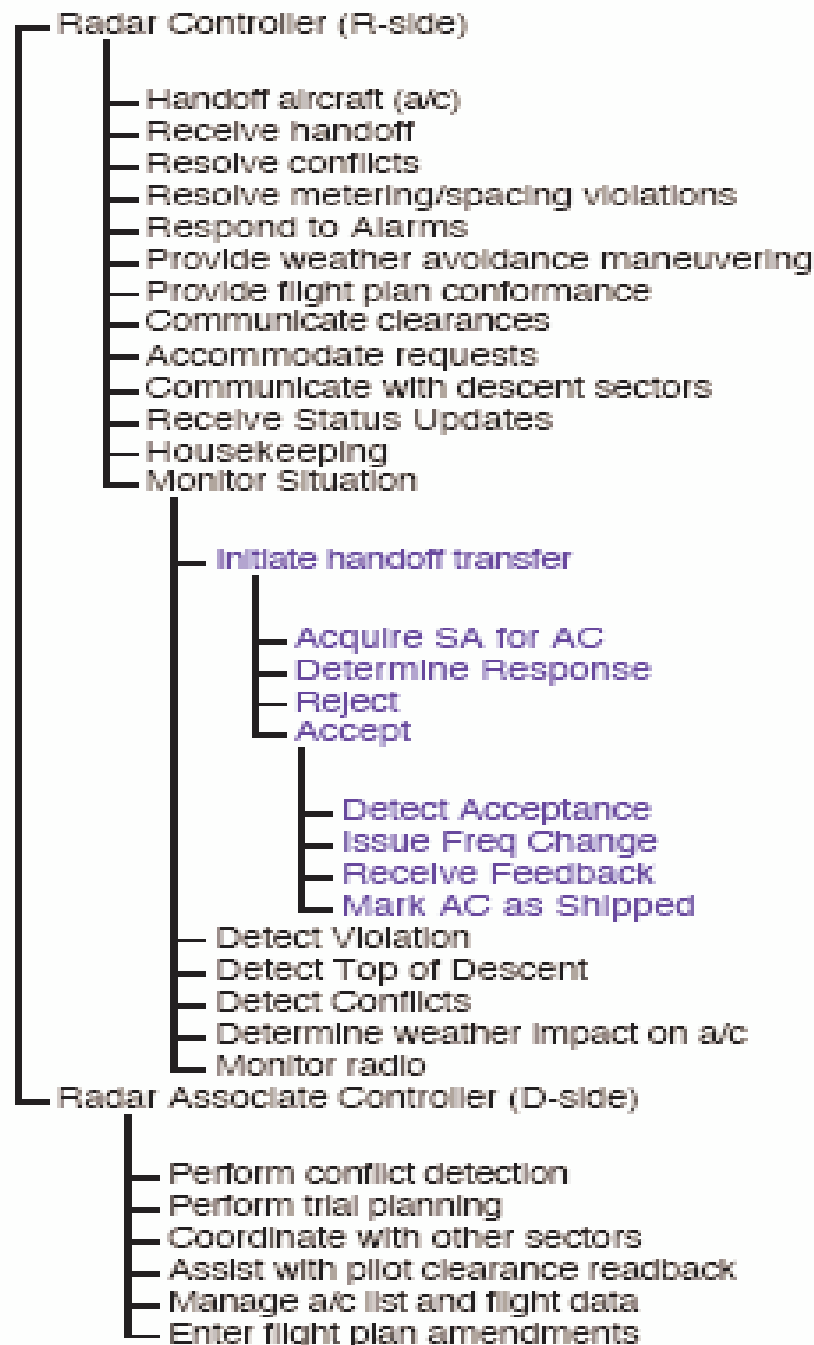 Radar Controller (R-side)
Handoff aircraft (a/c)
Receive handoff
Resolve conflicts
Resolve metering/spacing violations
Respond to Alarms
Provide weather avoidance maneuvering
Provide flight plan conformance
Communicate clearances
Accommodate requests
Communicate with descent sectors
Receive Status Updates
Housekeeping
Monitor Situation
Initiate handoff transfer
Acquire SA for AC
Determine Response
Reject
Accept
Detect Acceptance
Issue Freq Change
Receive Feedback
Mark AC as Shipped
Detect Violation
Detect Top of Descent
Detect Conflicts
Determine weather impact on a/c
Monitor radio
Radar Associate Controller (D-side)
Perform conflict detection
Perform trial planning
Coordinate with other sectors
Assist with pilot clearance readback
Manage a/c list and flight data
Enter flight plan amendments